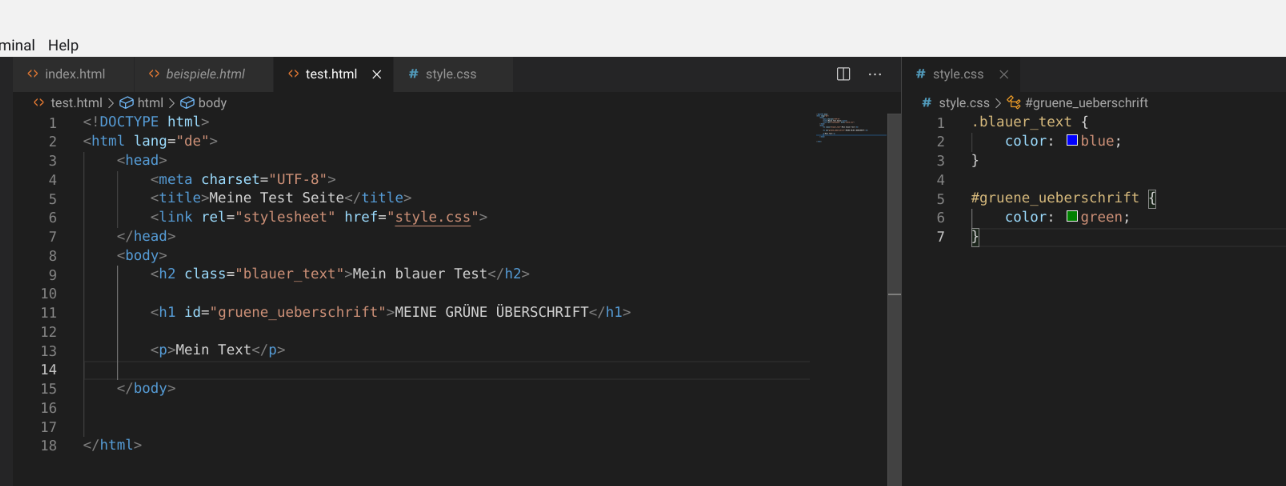 minal Help
index.html beispiele.html test.html × style.css ···
test.html > html > body
1 <!DOCTYPE html>
2 <html lang="de">
3 <head>
4 <meta charset="UTF-8">
5 <title>Meine Test Seite</title>
6 <link rel="stylesheet" href="style.css">
7 </head>
8 <body>
9 <h2 class="blauer_text">Mein blauer Test</h2>
10
11 <h1 id="gruene_ueberschrift">MEINE GRÜNE ÜBERSCHRIFT</h1>
12
13 <p>Mein Text</p>
14
15 </body>
16
17
18 </html>
# style.css ×
# style.css > #gruene_ueberschrift
1 .blauer_text {
2 color: blue;
3 }
4
5 #gruene_ueberschrift {
6 color: green;
7 }